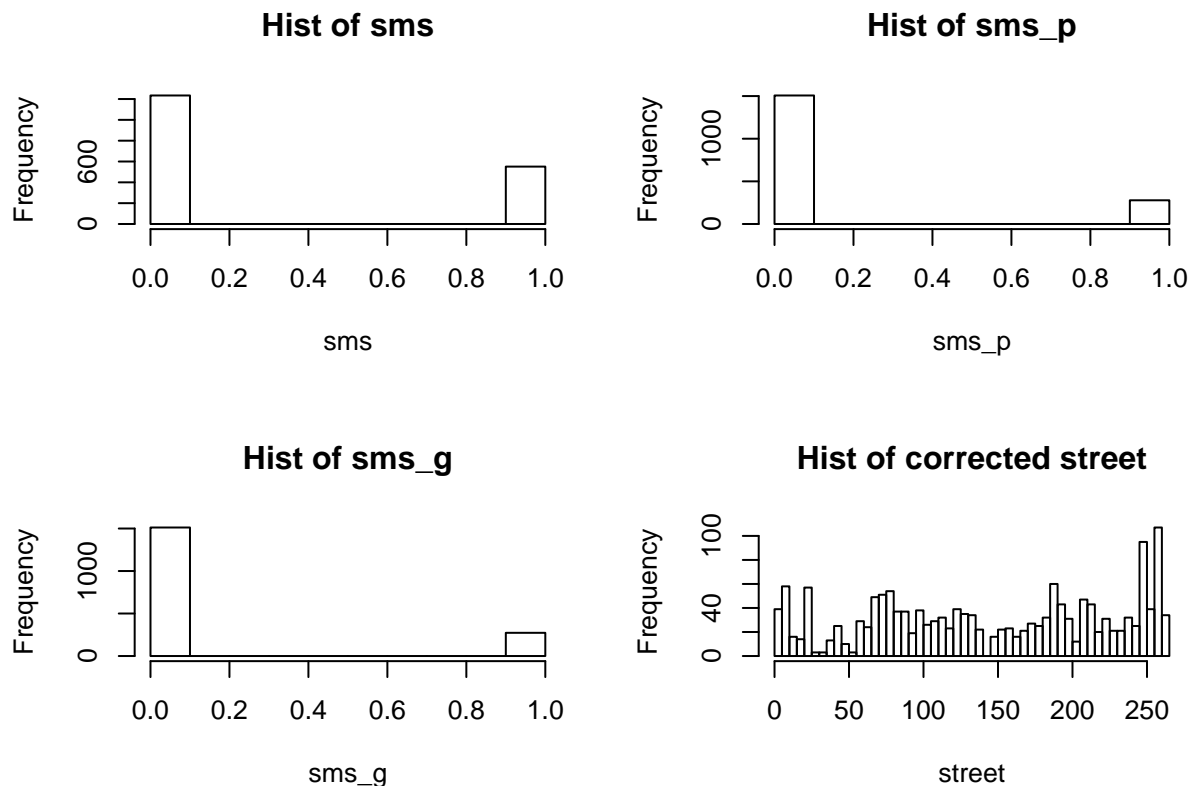 Hist of sms
Frequency
0 600
0.0 0.2 0.4 0.6 0.8 1.0
sms
Hist of sms_p
Frequency
0 1000
0.0 0.2 0.4 0.6 0.8 1.0
sms_p
Hist of sms_g
Frequency
0 1000
0.0 0.2 0.4 0.6 0.8 1.0
sms_g
Hist of corrected street
Frequency
0 40 100
0 50 100 150 200 250
street